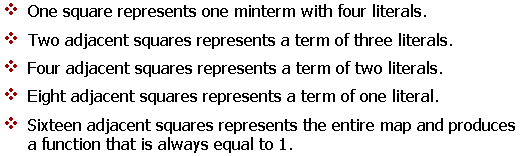 ❖ One square represents one minterm with four literals.
❖ Two adjacent squares represents a term of three literals.
❖ Four adjacent squares represents a term of two literals.
❖ Eight adjacent squares represents a term of one literal.
❖ Sixteen adjacent squares represents the entire map and produces
a function that is always equal to 1.